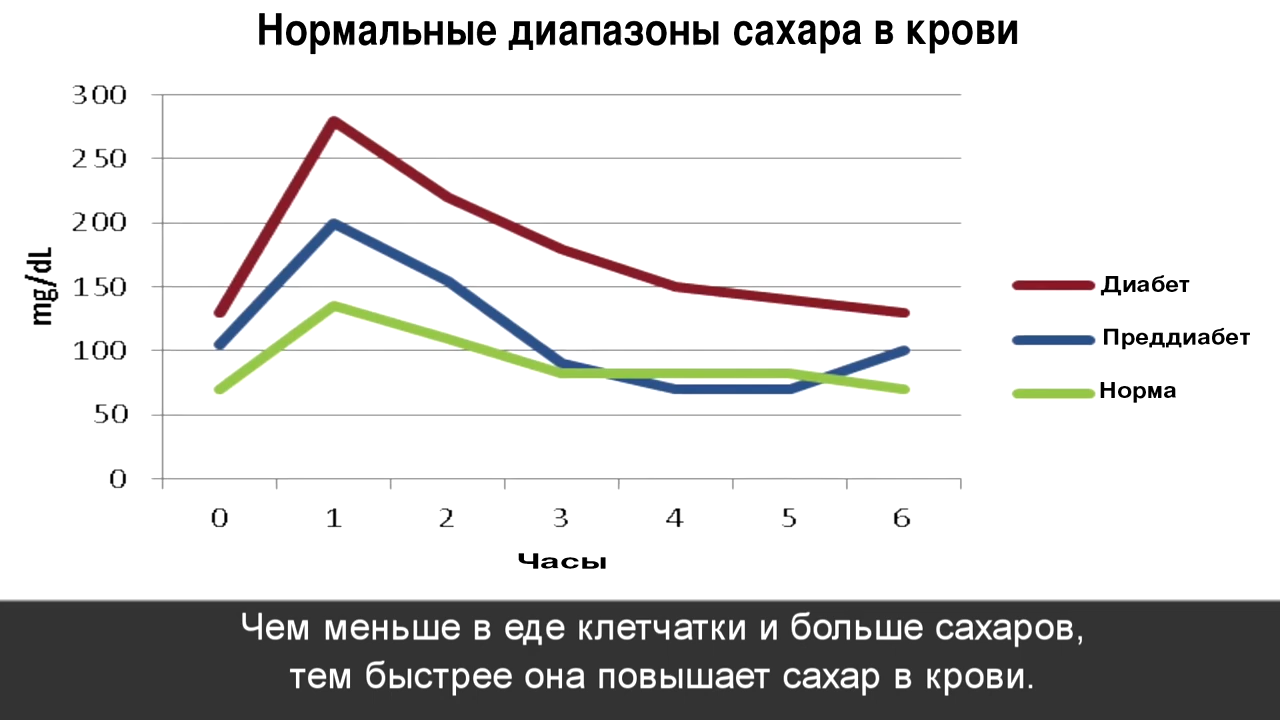 Нормальные диапазоны сахара в крови
300
250
200
150
100
50
0
mg/dL
0 1 2 3 4 5 6
Часы
Диабет
Преддиабет
Норма
Чем меньше в еде клетчатки и больше сахаров,
тем быстрее она повышает сахар в крови.